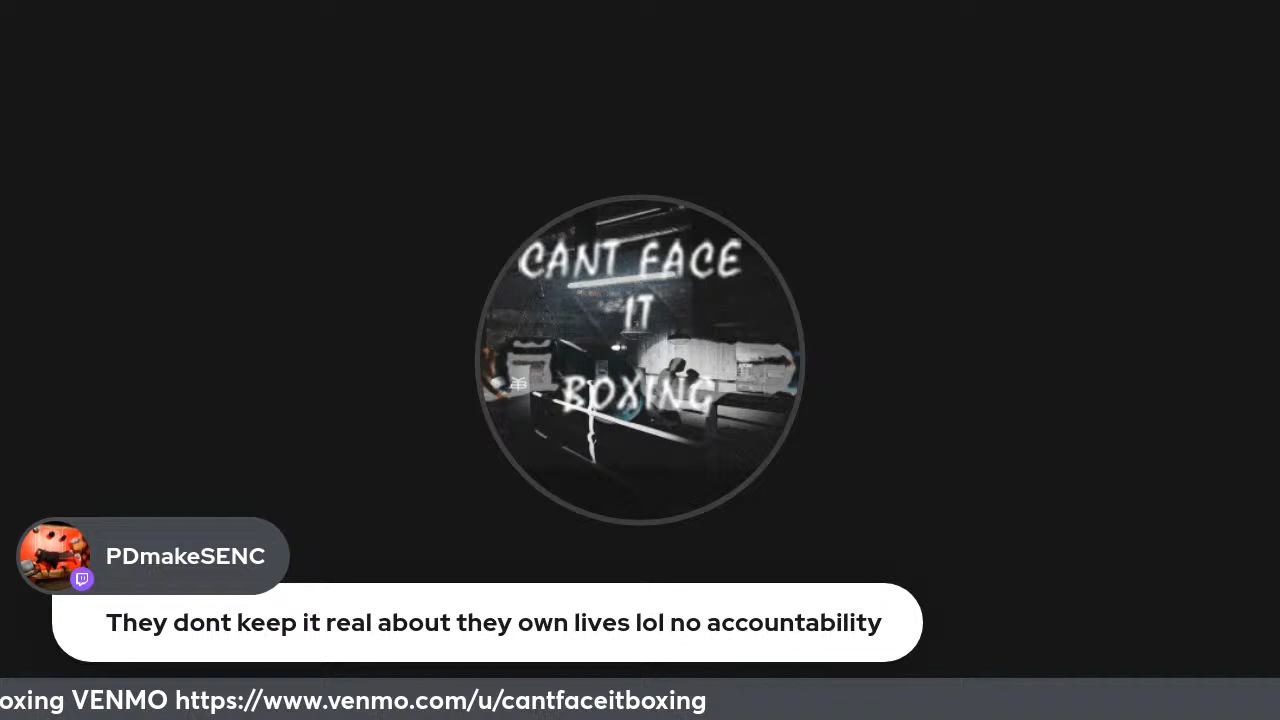 CANT FACE
IT
BOXING
PDmakeSENC
They dont keep it real about they own lives lol no accountability
oxing VENMO https://www.venmo.com/u/cantfaceitboxing